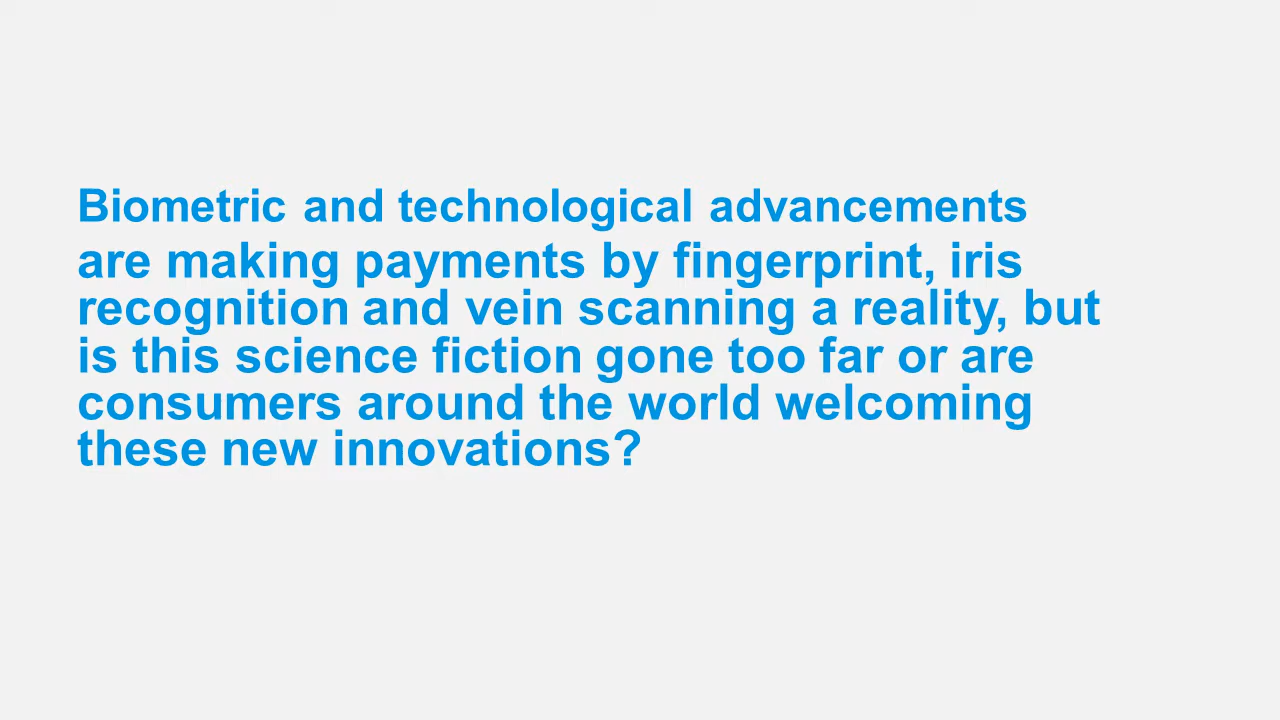 Biometric and technological advancements
are making payments by fingerprint, iris
recognition and vein scanning a reality, but
is this science fiction gone too far or are
consumers around the world welcoming
these new innovations?